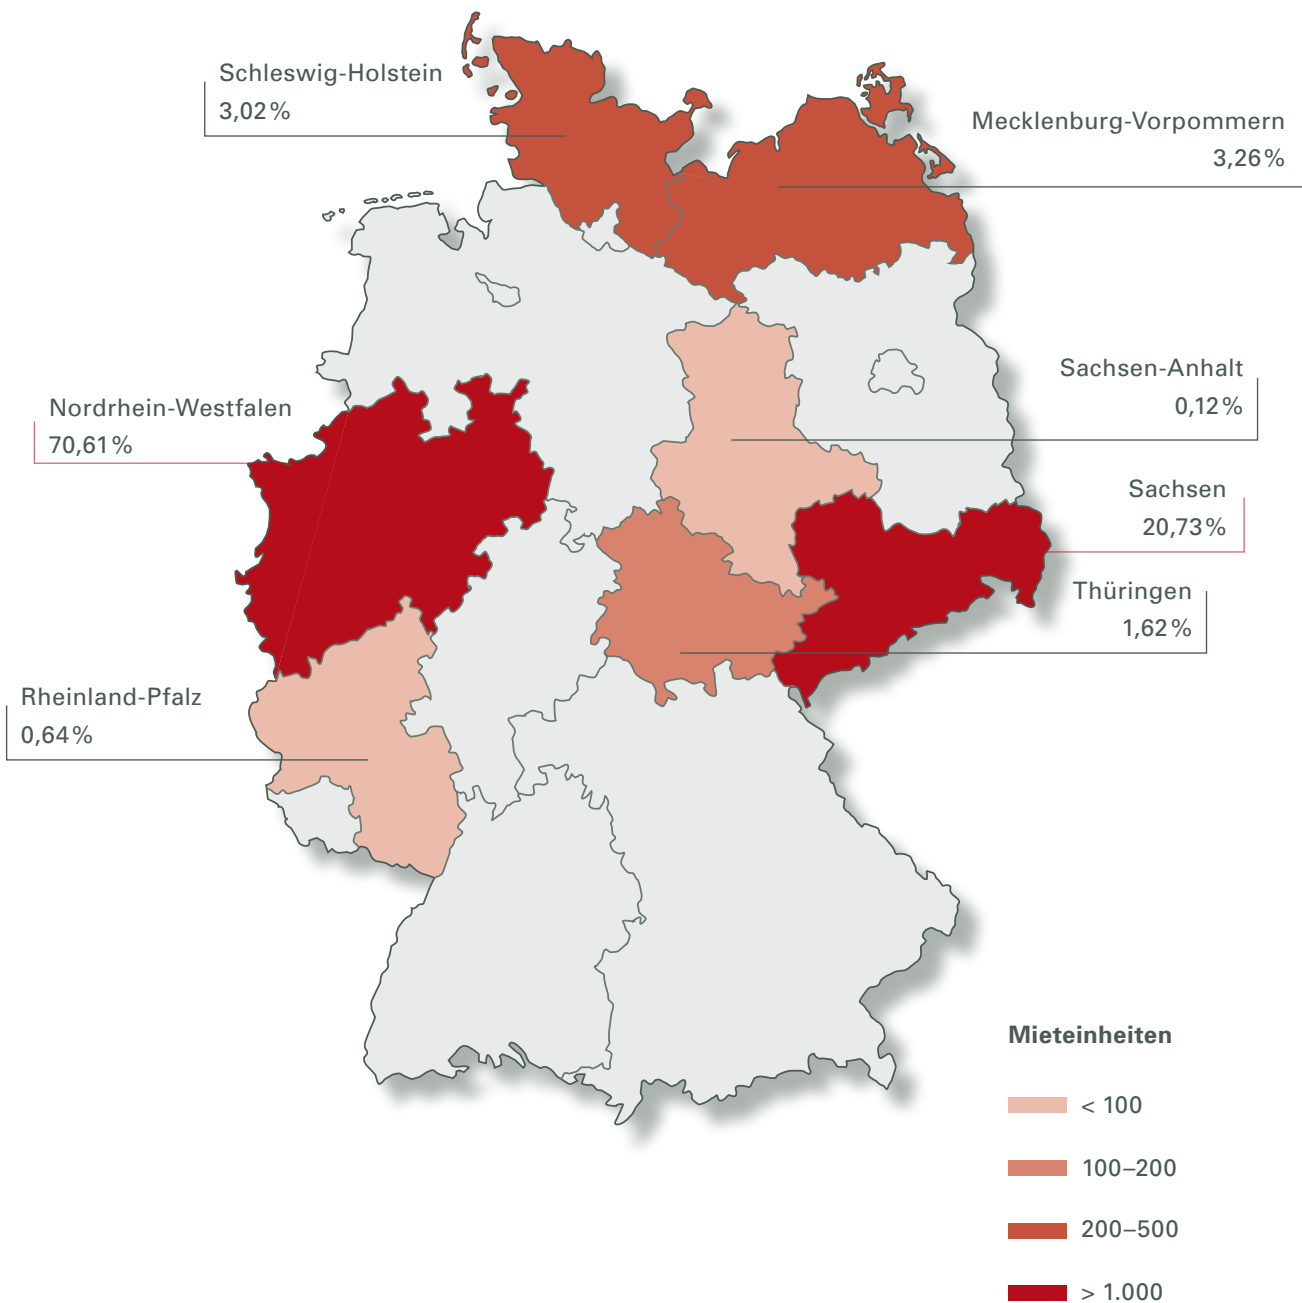 Schleswig-Holstein
3,02 %
Mecklenburg-Vorpommern
3,26 %
Sachsen-Anhalt
0,12 %
Nordrhein-Westfalen
70,61 %
Sachsen
20,73 %
Thüringen
1,62 %
Rheinland-Pfalz
0,64 %
Mieteinheiten
< 100
100–200
200–500
> 1.000